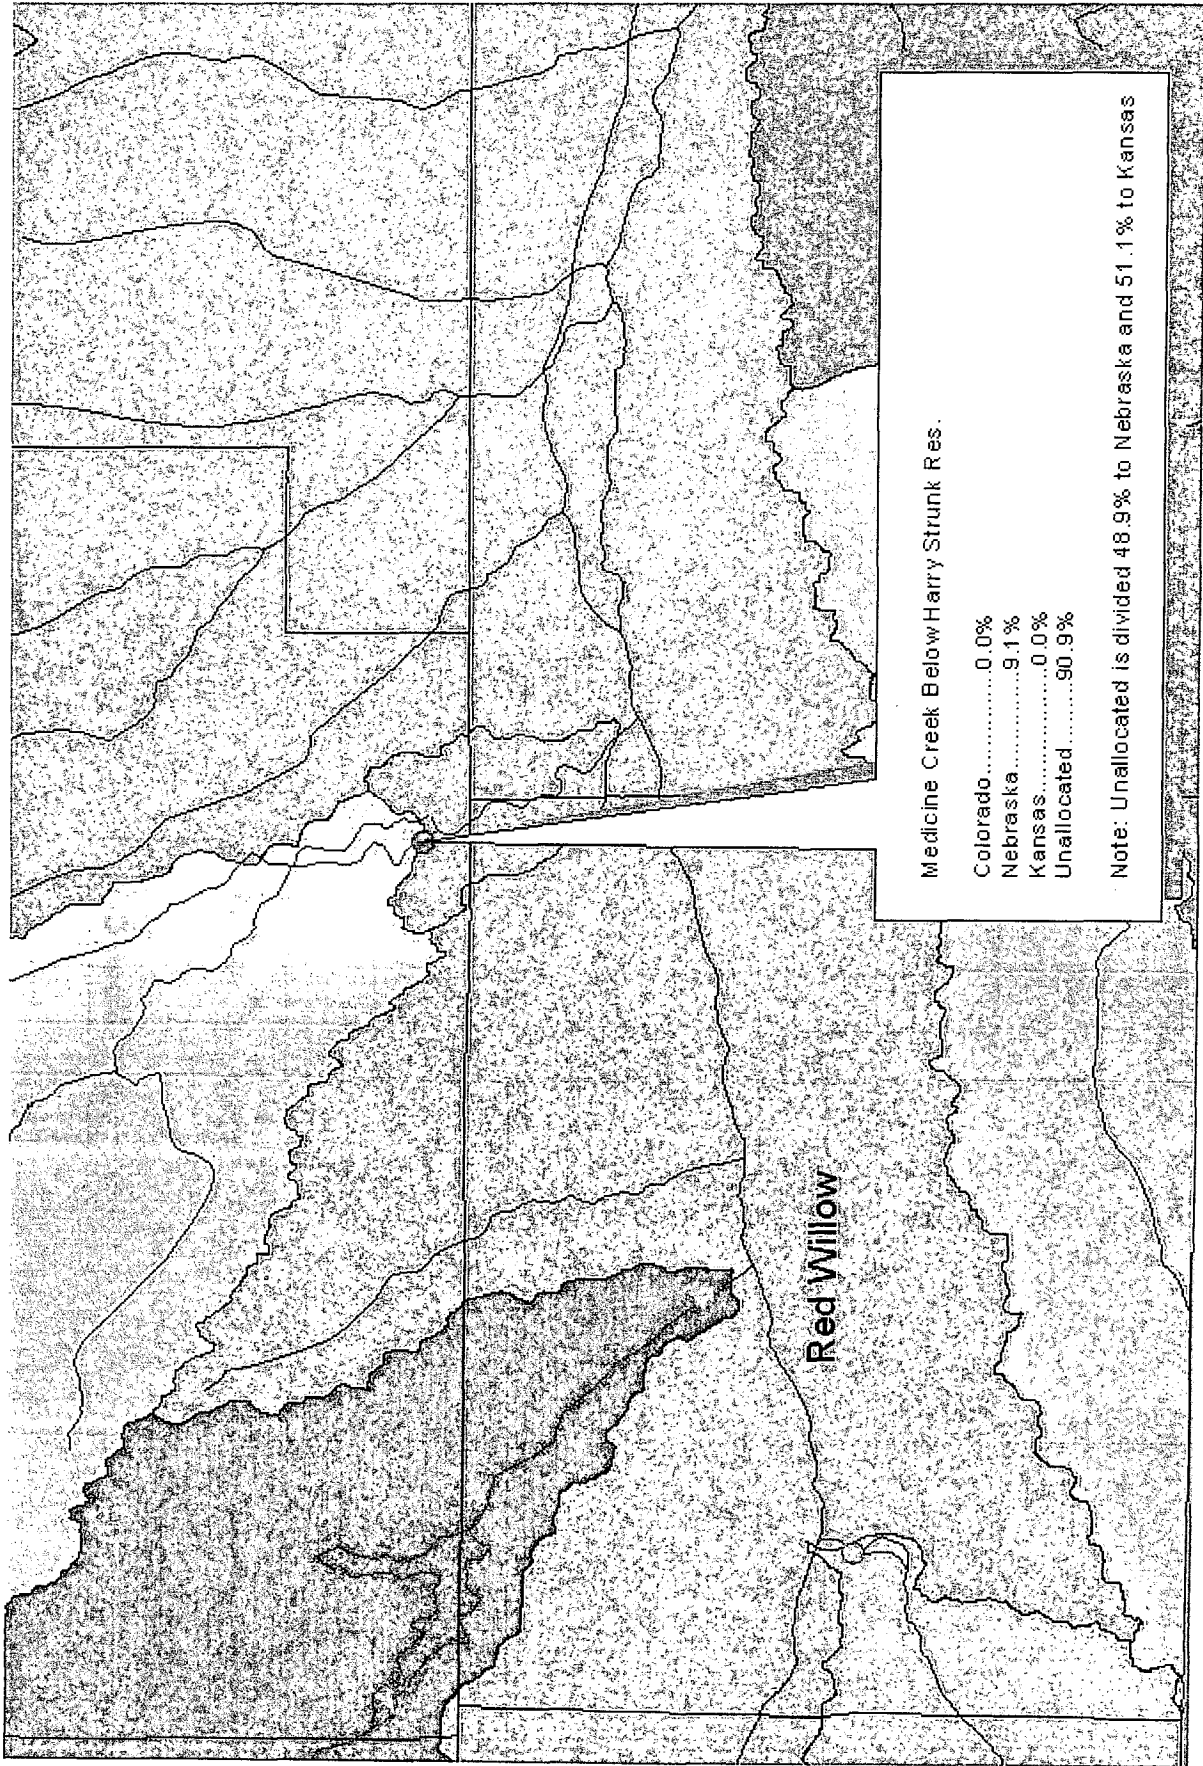 Red Willow
Medicine Creek Below Harry Strunk Res.
Colorado..............0.0%
Nebraska..............9.1%
Kansas................0.0%
Unallocated.........90.9%
Note: Unallocated is divided 48.9% to Nebraska and 51.1% to Kansas